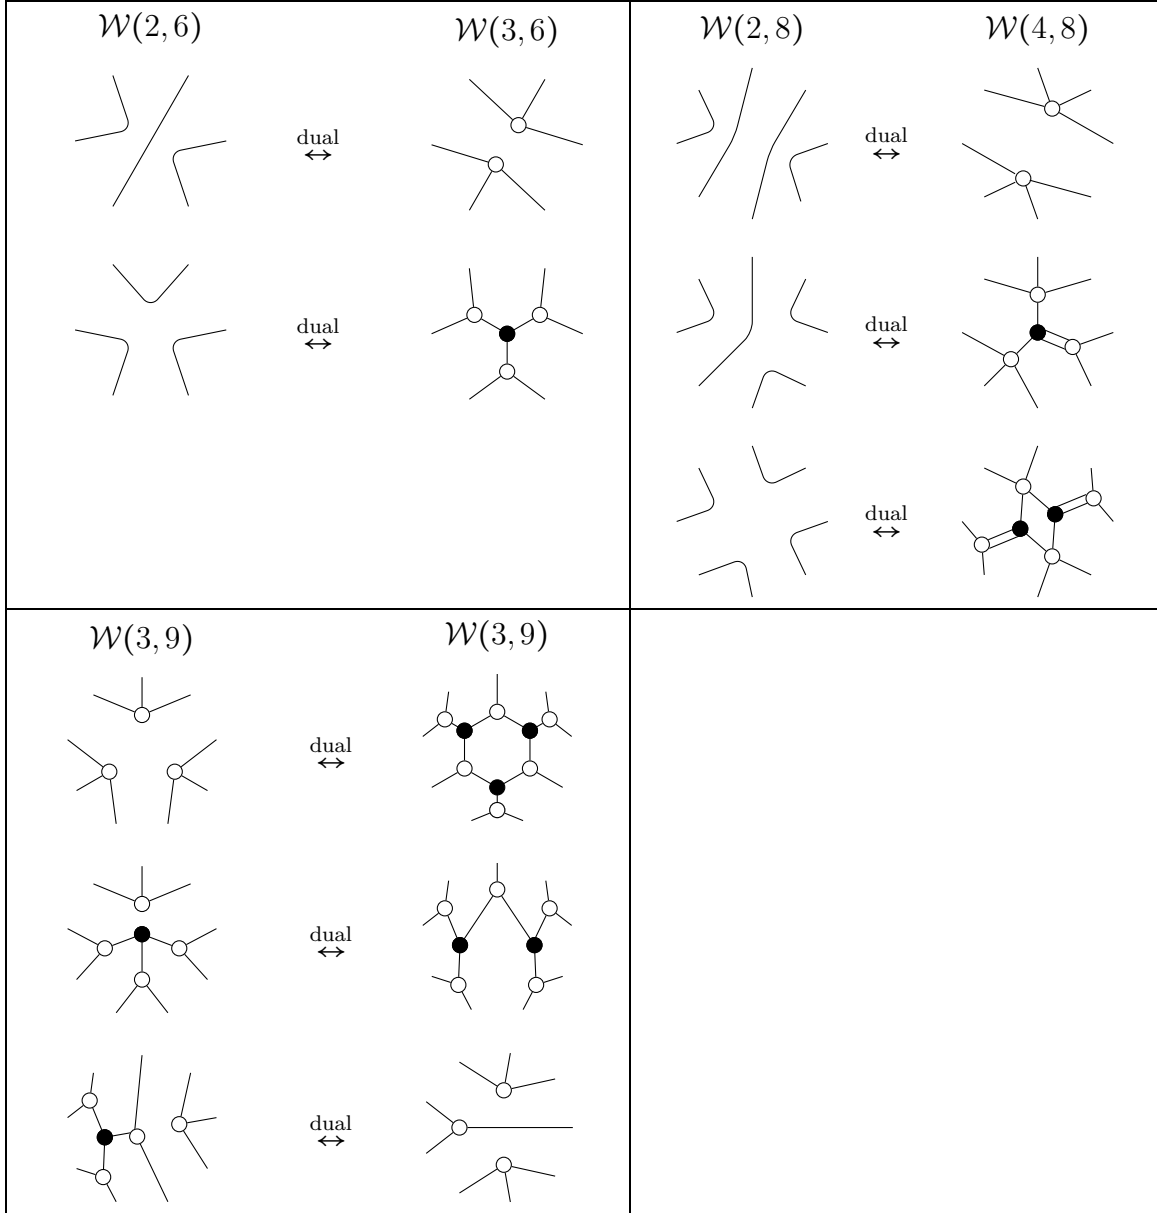 𝒲(2, 6) 𝒲(3, 6) 𝒲(2, 8) 𝒲(4, 8)
dual ↔ dual ↔
dual ↔ dual ↔
dual ↔
𝒲(3, 9) 𝒲(3, 9)
dual ↔
dual ↔
dual ↔